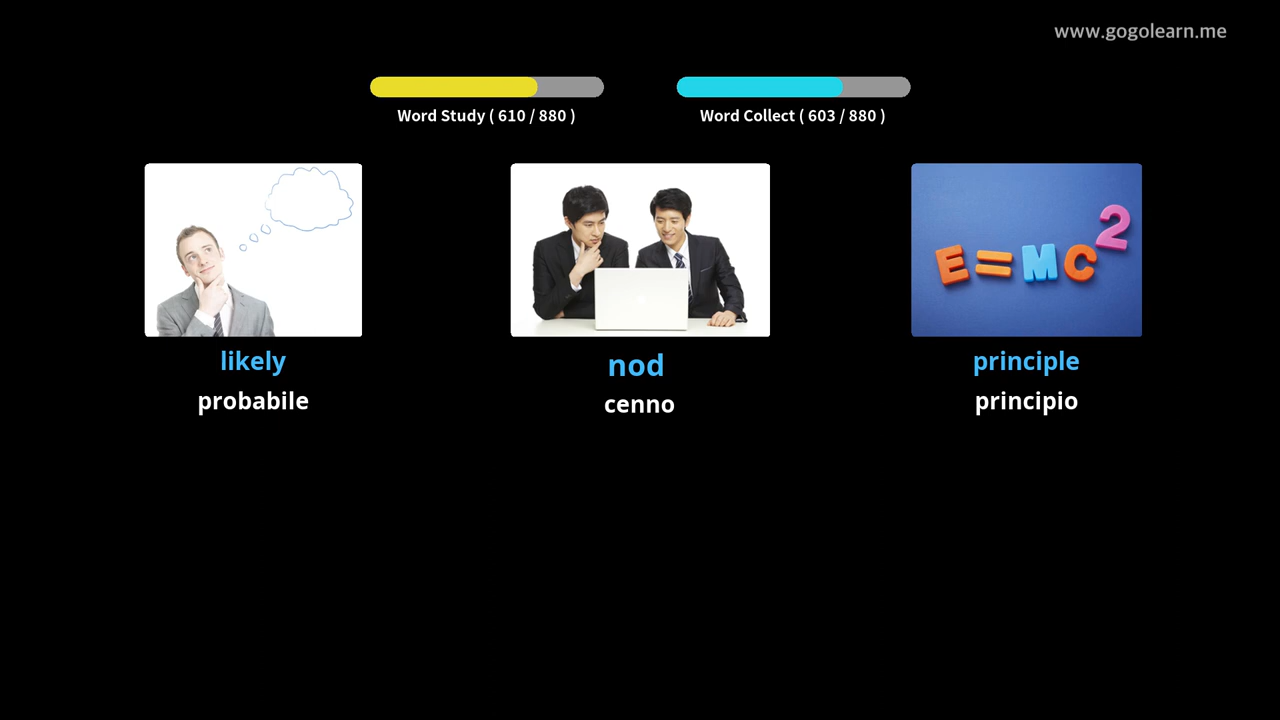 www.gogolearn.me
Word Study ( 610 / 880 )
Word Collect ( 603 / 880 )
E=MC2
likely
nod
principle
probabile
cenno
principio